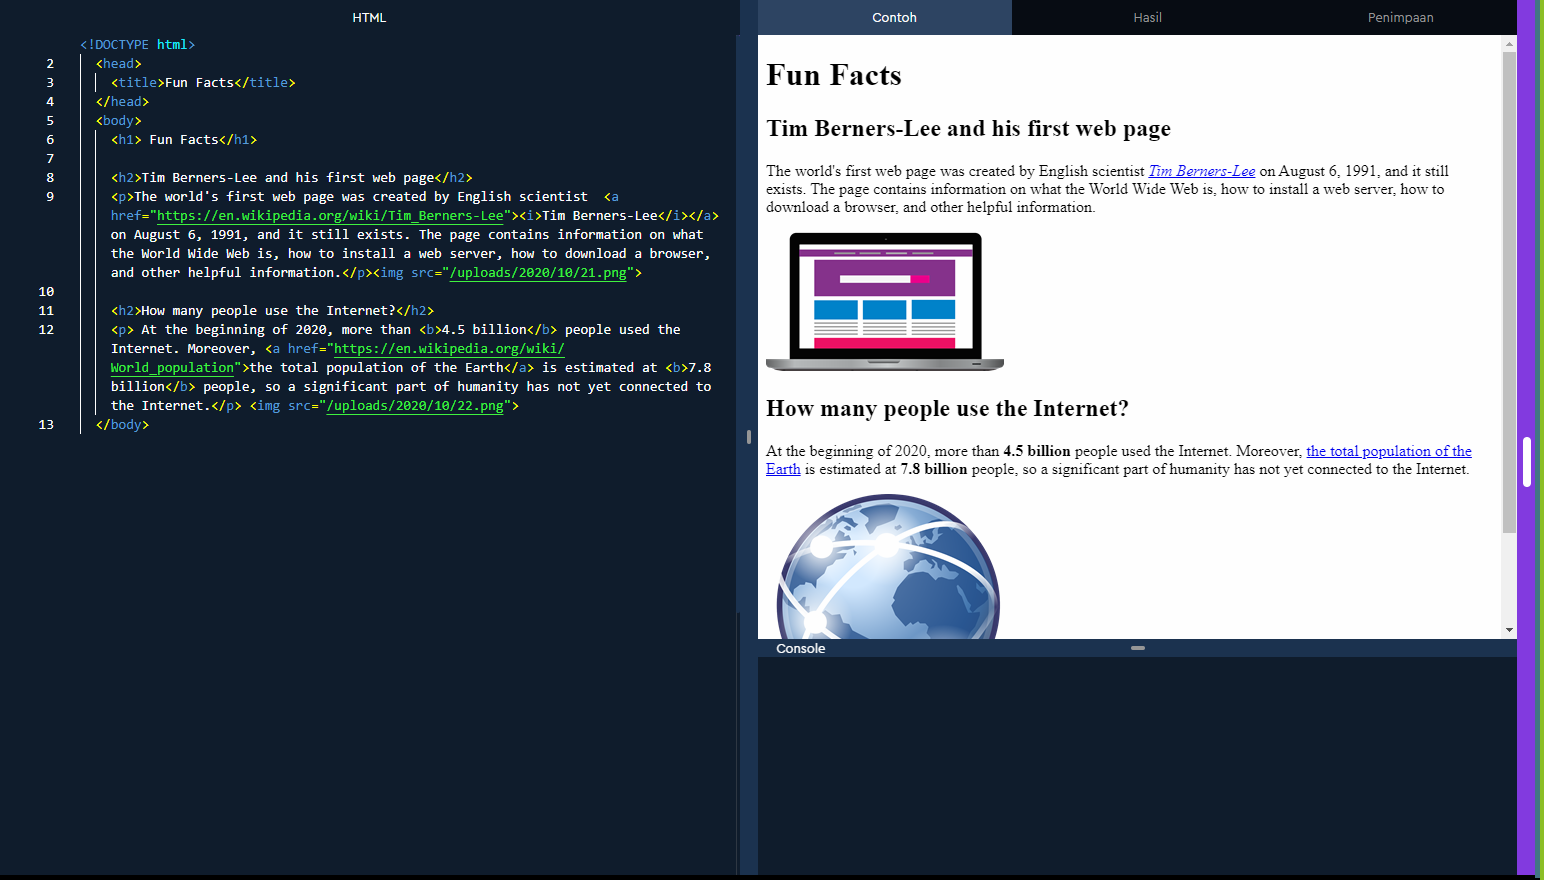 HTML
<!DOCTYPE html>
2 <head>
3 <title>Fun Facts</title>
4 </head>
5 <body>
6 <h1> Fun Facts</h1>
7
8 <h2>Tim Berners-Lee and his first web page</h2>
9 <p>The world's first web page was created by English scientist  <a
href="https://en.wikipedia.org/wiki/Tim_Berners-Lee"><i>Tim Berners-Lee</i></a>
on August 6, 1991, and it still exists. The page contains information on what
the World Wide Web is, how to install a web server, how to download a browser,
and other helpful information.</p><img src="/uploads/2020/10/21.png">
10
11 <h2>How many people use the Internet?</h2>
12 <p> At the beginning of 2020, more than <b>4.5 billion</b> people used the
Internet. Moreover, <a href="https://en.wikipedia.org/wiki/
World_population">the total population of the Earth</a> is estimated at <b>7.8
billion</b> people, so a significant part of humanity has not yet connected to
the Internet.</p> <img src="/uploads/2020/10/22.png">
13 </body>
Contoh
Hasil
Penimpaan
Fun Facts
Tim Berners-Lee and his first web page
The world's first web page was created by English scientist Tim Berners-Lee on August 6, 1991, and it still
exists. The page contains information on what the World Wide Web is, how to install a web server, how to
download a browser, and other helpful information.
How many people use the Internet?
At the beginning of 2020, more than 4.5 billion people used the Internet. Moreover, the total population of the
Earth is estimated at 7.8 billion people, so a significant part of humanity has not yet connected to the Internet.
Console